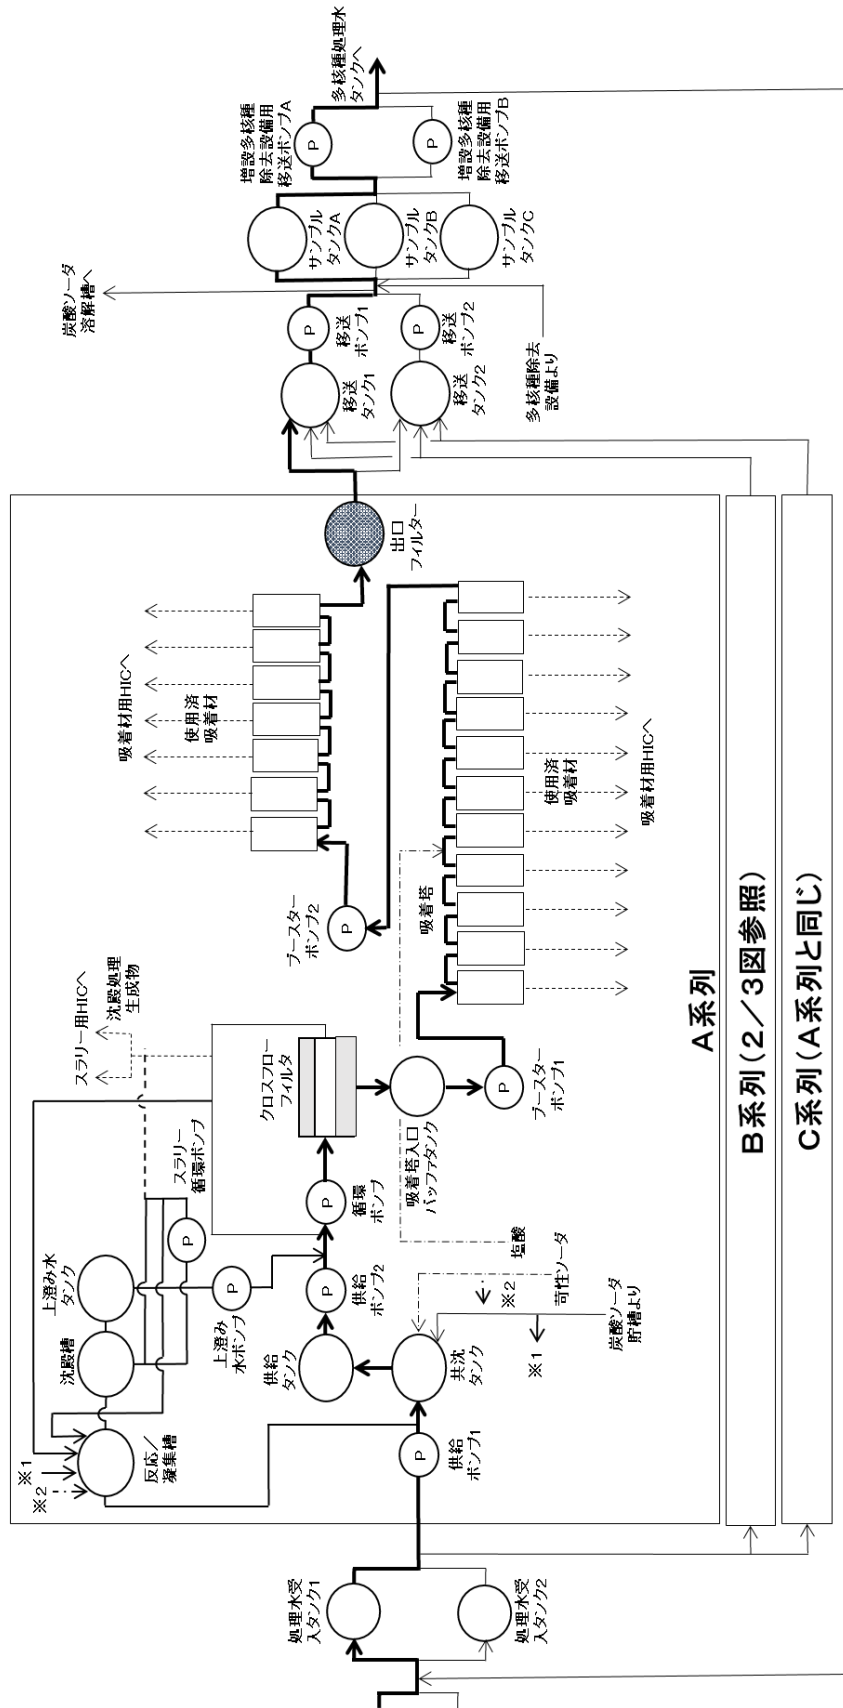 多核種処理水
タンクへ
増設多核種
除去設備用
移送ポンプA
P
P
増設多核種
除去設備用
移送ポンプB
サンプル
タンクA
サンプル
タンクB
サンプル
タンクC
炭酸ソーダ
溶解槽へ
P
移送
ポンプ1
P
移送
ポンプ2
移送
タンク1
移送
タンク2
多核種除去
設備より
出口
フィルター
吸着材用HICへ
使用済
吸着材
使用済
吸着材
吸着材用HICへ
吸着塔
ブースター
ポンプ2
P
スラリー用HICへ
沈殿処理
生成物
クロスフロー
フィルタ
吸着塔入口
バッファタンク
P
ブースター
ポンプ1
スラリー
循環ポンプ
P
P
循環
ポンプ
上澄み水
タンク
P
上澄み
水ポンプ
P
供給
ポンプ2
塩酸
苛性ソーダ
※2
炭酸ソーダ
貯槽より
※1
沈殿槽
供給
タンク
共沈
タンク
反応/
凝集槽
※1
※2
P
供給
ポンプ1
A系列
B系列(2/3図参照)
C系列(A系列と同じ)
処理水受
入タンク1
処理水受
入タンク2